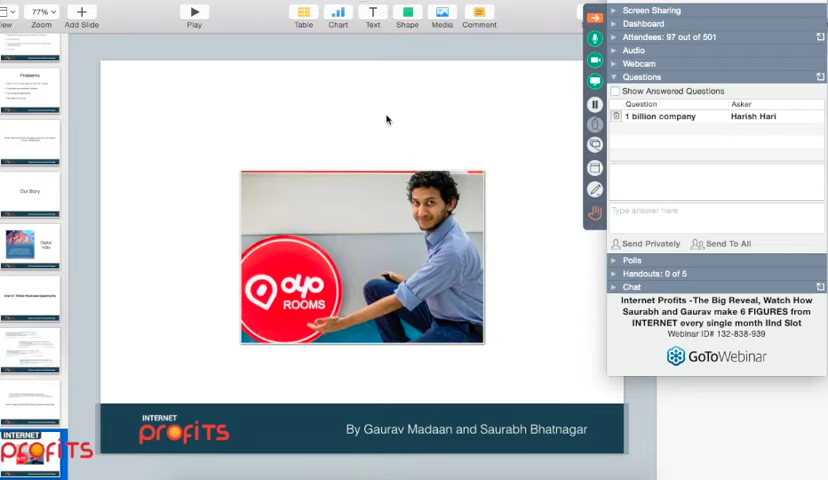 View
77%
Zoom
Add Slide
Play
Table
Chart
Text
Shape
Media
Comment
Problems
Our Story
Digital
India
oyo
ROOMS
INTERNET
profits
By Gaurav Madaan and Saurabh Bhatnagar
INTERNET
profits
Screen Sharing
Dashboard
Attendees: 97 out of 501
Audio
Webcam
Questions
Show Answered Questions
Question Asker
1 billion company Harish Hari
Type answer here
Send Privately Send To All
Polls
Handouts: 0 of 5
Chat
Internet Profits -The Big Reveal, Watch How
Saurabh and Gaurav make 6 FIGURES from
INTERNET every single month IInd Slot
Webinar ID# 132-838-939
GoToWebinar